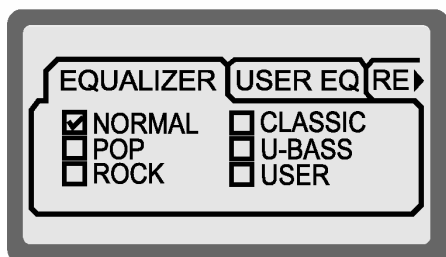 EQUALIZER USER EQ RE
NORMAL CLASSIC
POP U-BASS
ROCK USER